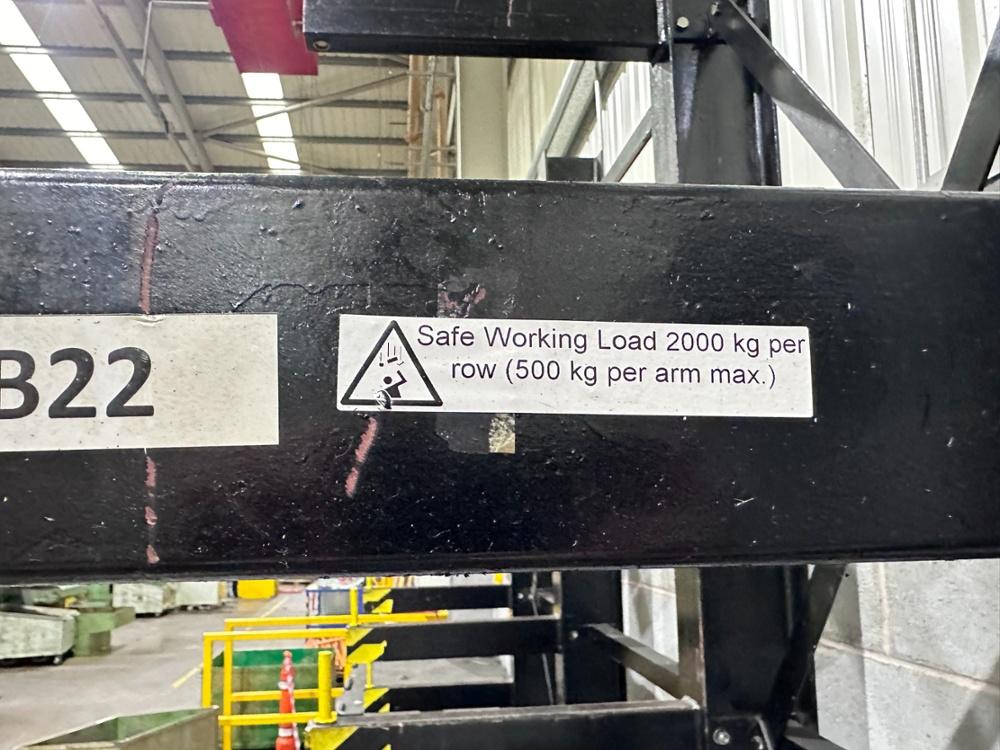 B22
Safe Working Load 2000 kg per
row (500 kg per arm max.)